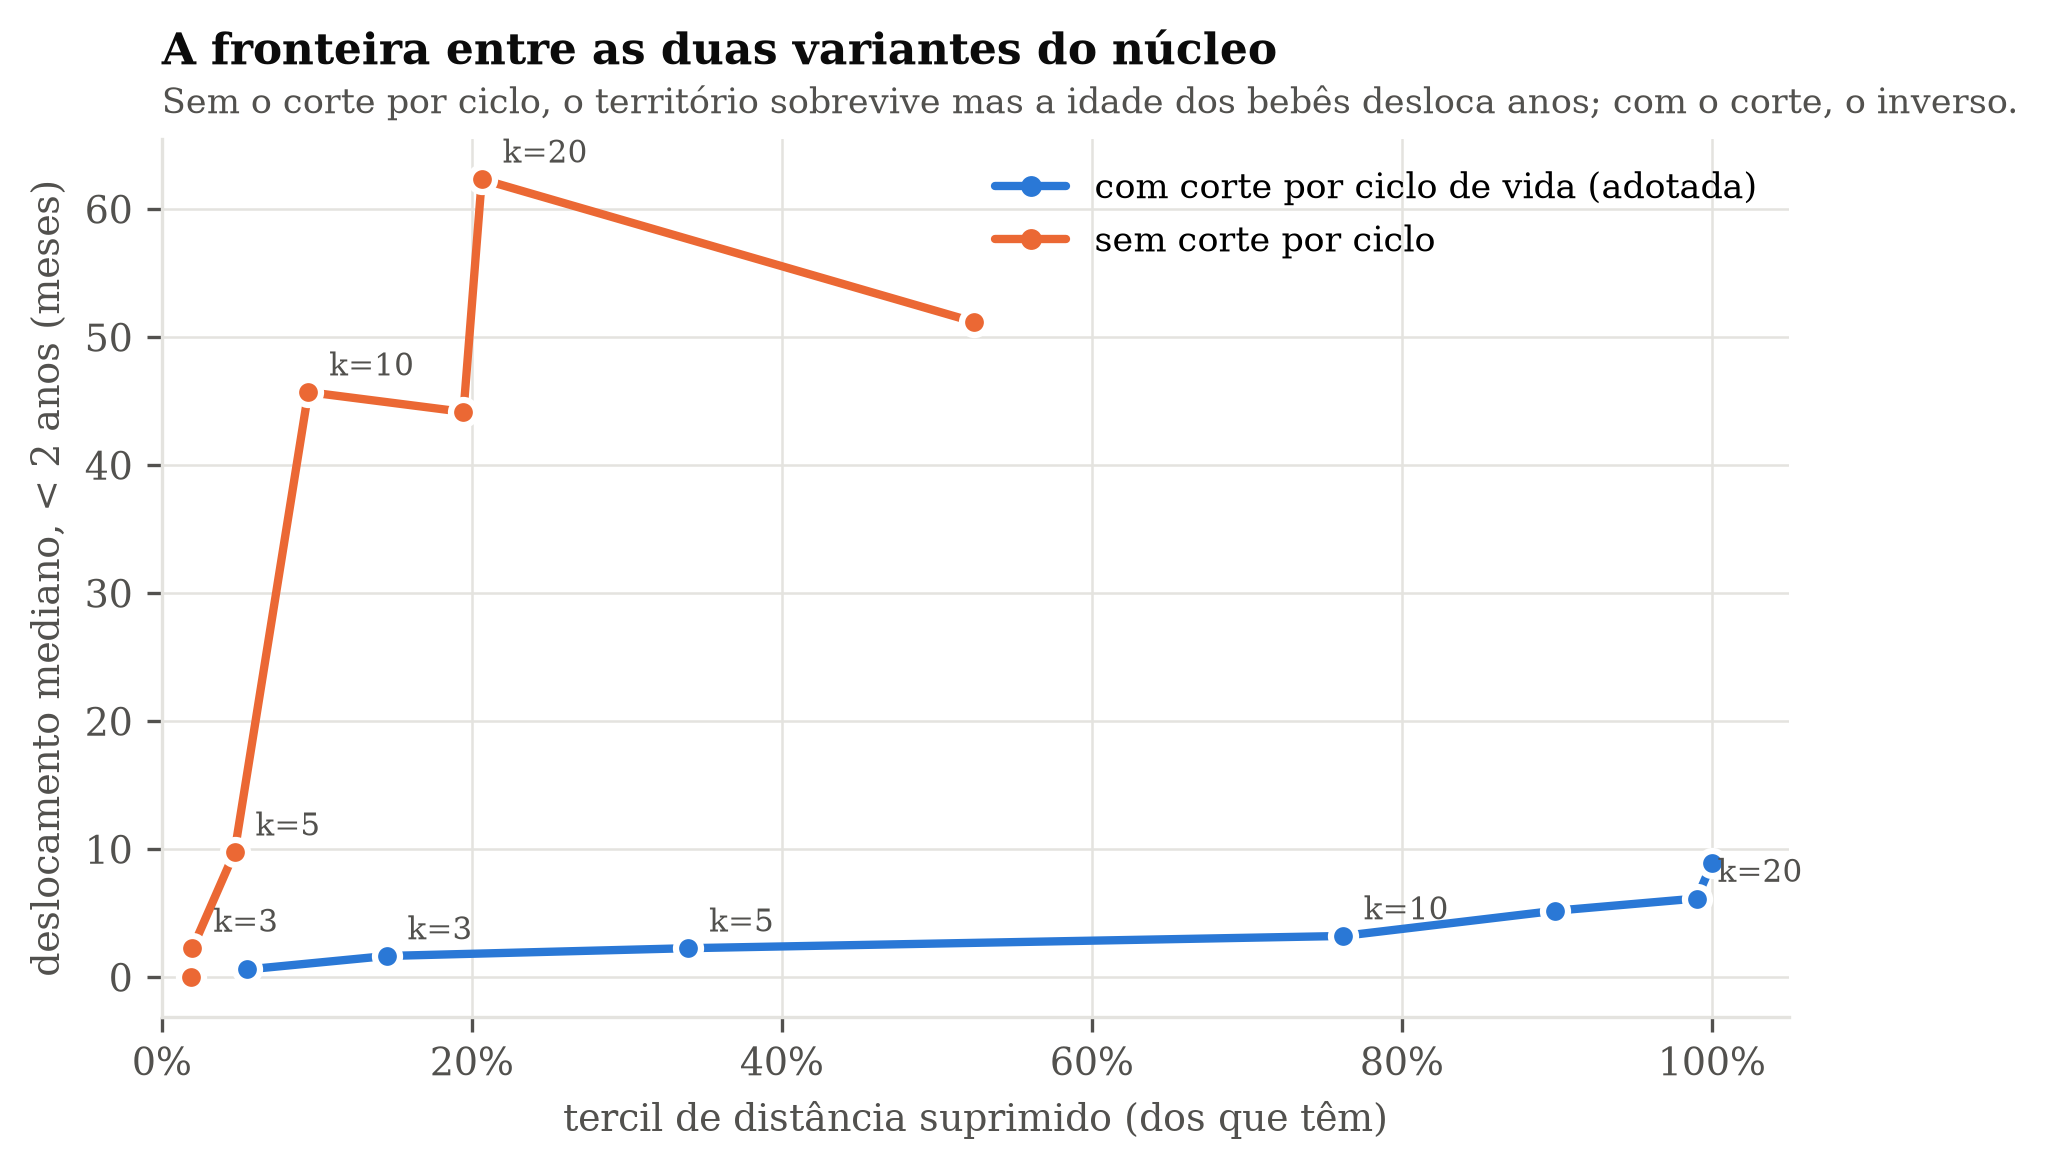 A fronteira entre as duas variantes do núcleo
Sem o corte por ciclo, o território sobrevive mas a idade dos bebês desloca anos; com o corte, o inverso.
k=20
com corte por ciclo de vida (adotada)
sem corte por ciclo
60
50
k=10
40
30
20
k=5
10
k=20
k=3
k=3
k=5
k=10
0
deslocamento mediano, < 2 anos (meses)
0%
20%
40%
60%
80%
100%
tercil de distância suprimido (dos que têm)